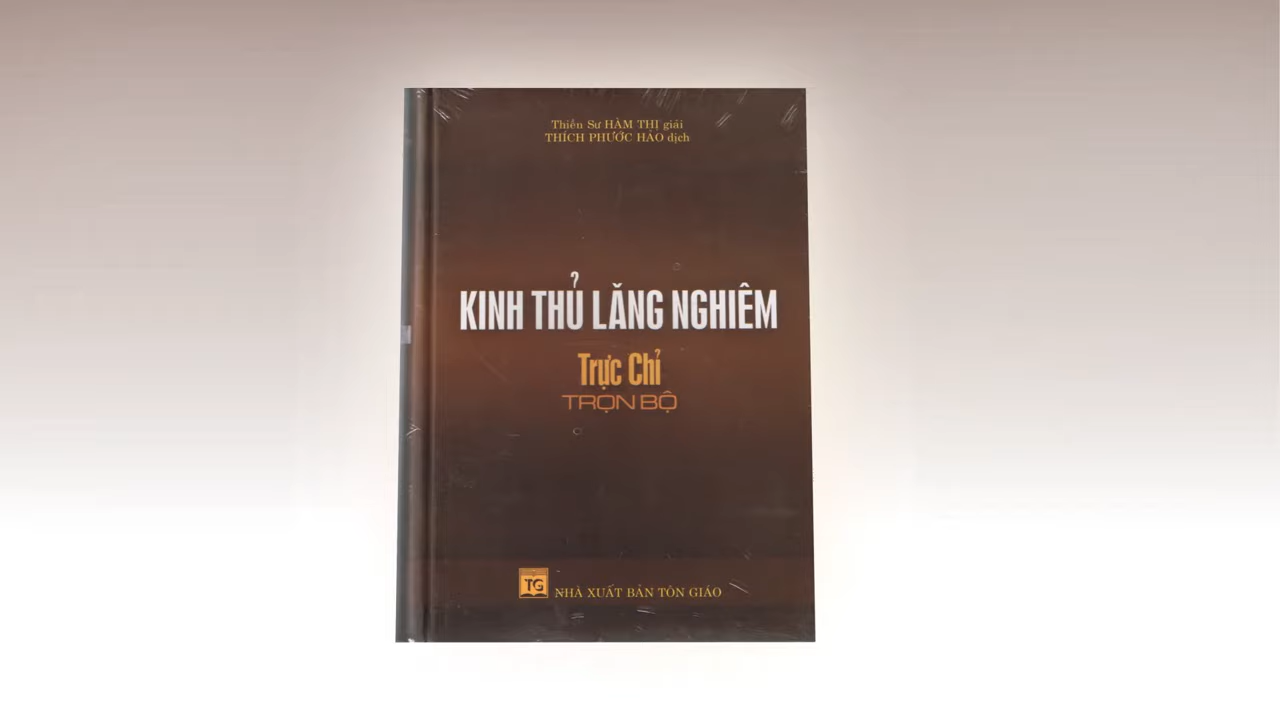 Thiền Sư HÀM THỊ giải
THÍCH PHƯỚC HẢO dịch
KINH THỦ LĂNG NGHIÊM
Trực Chỉ
TRỌN BỘ
TG
NHÀ XUẤT BẢN TÔN GIÁO